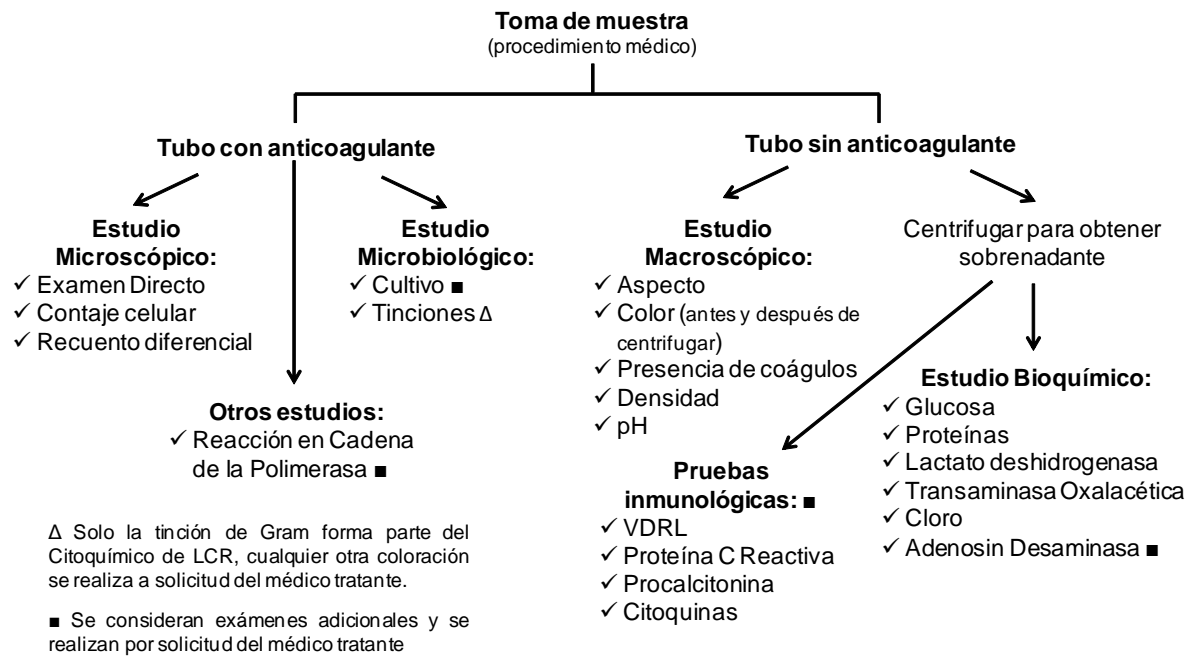 Toma de muestra
(procedimiento médico)
Tubo con anticoagulante
Tubo sin anticoagulante
Estudio
Microscópico:
✓ Examen Directo
✓ Contaje celular
✓ Recuento diferencial
Estudio
Microbiológico:
✓ Cultivo ■
✓ Tinciones Δ
Otros estudios:
✓ Reacción en Cadena
de la Polimerasa ■
Estudio
Macroscópico:
✓ Aspecto
✓ Color (antes y después de
centrifugar)
✓ Presencia de coágulos
✓ Densidad
✓ pH
Centrifugar para obtener
sobrenadante
Pruebas
inmunológicas: ■
✓ VDRL
✓ Proteína C Reactiva
✓ Procalcitonina
✓ Citoquinas
Estudio Bioquímico:
✓ Glucosa
✓ Proteínas
✓ Lactato deshidrogenasa
✓ Transaminasa Oxalacética
✓ Cloro
✓ Adenosin Desaminasa ■
Δ Solo la tinción de Gram forma parte del
Citoquímico de LCR, cualquier otra coloración
se realiza a solicitud del médico tratante.
■ Se consideran exámenes adicionales y se
realizan por solicitud del médico tratante